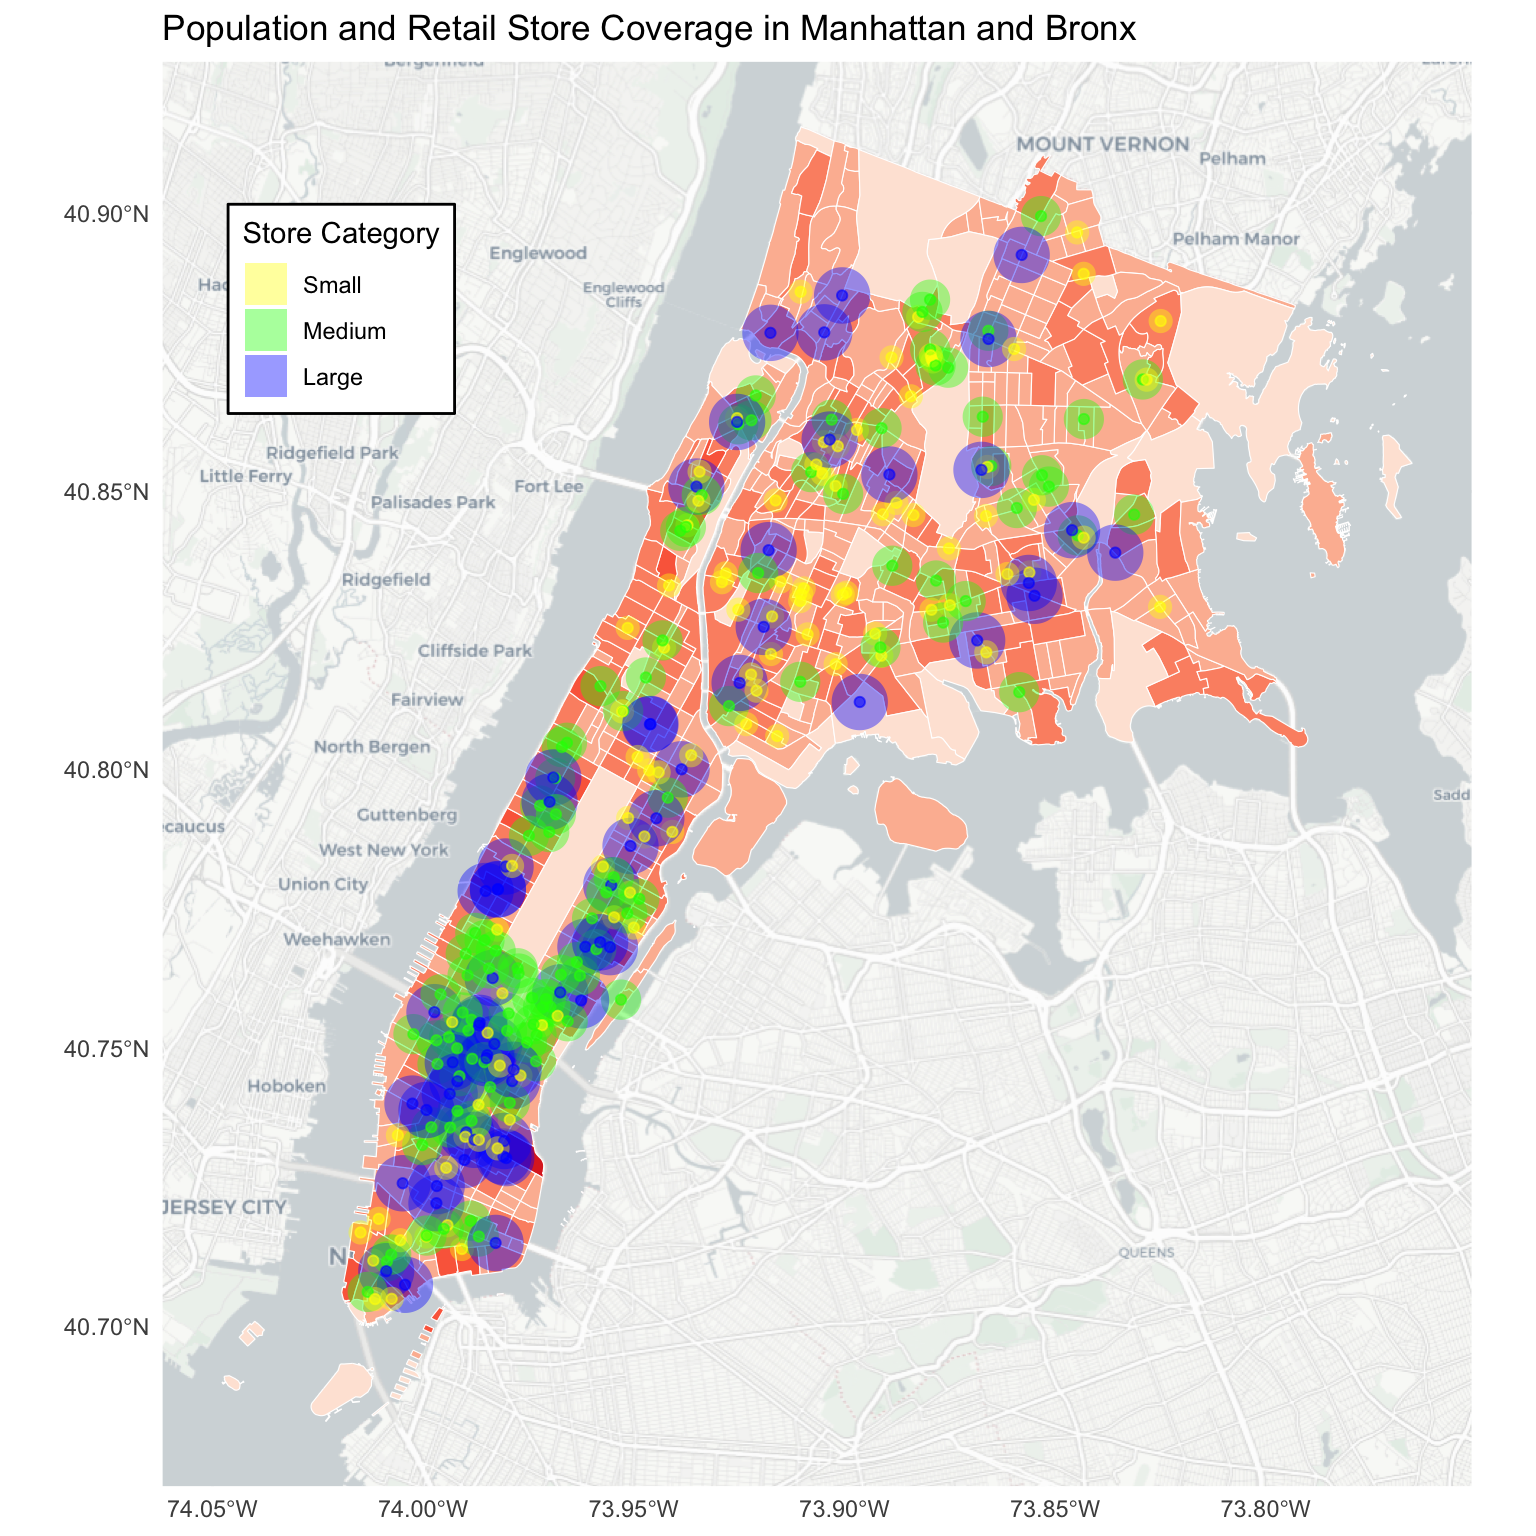 Population and Retail Store Coverage in Manhattan and Bronx
Bergenfield
MOUNT VERNON
Pelham
40.90°N
Store Category
Pelham Manor
Englewood
Small
Englewood
Cliffs
Medium
Large
Ridgefield Park
Little Ferry
Fort Lee
40.85°N
Palisades Park
Ridgefield
Cliffside Park
Fairview
North Bergen
40.80°N
Sadd
Guttenberg
ecaucus
West New York
Union City
Weehawken
40.75°N
Hoboken
JERSEY CITY
N
QUEENS
40.70°N
74.05°W
74.00°W
73.95°W
73.90°W
73.85°W
73.80°W